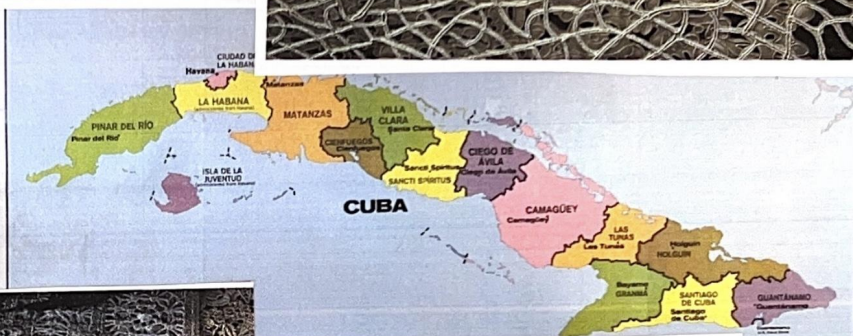 CIUDAD DE
LA HABANA
Havana
LA HABANA
Matanzas
MATANZAS
PINAR DEL RÍO
Pinar del Río
VILLA
CLARA
Santa Clara
CIENFUEGOS
Cienfuegos
CIEGO DE
ÁVILA
Ciego de Ávila
Sancti Spíritus
SANCTI SPÍRITUS
ISLA DE LA
JUVENTUD
CUBA
CAMAGÜEY
Camagüey
LAS
TUNAS
Las Tunas
Holguín
HOLGUÍN
Bayamo
GRANMA
SANTIAGO
DE CUBA
Santiago
de Cuba
GUANTÁNAMO
Guantánamo